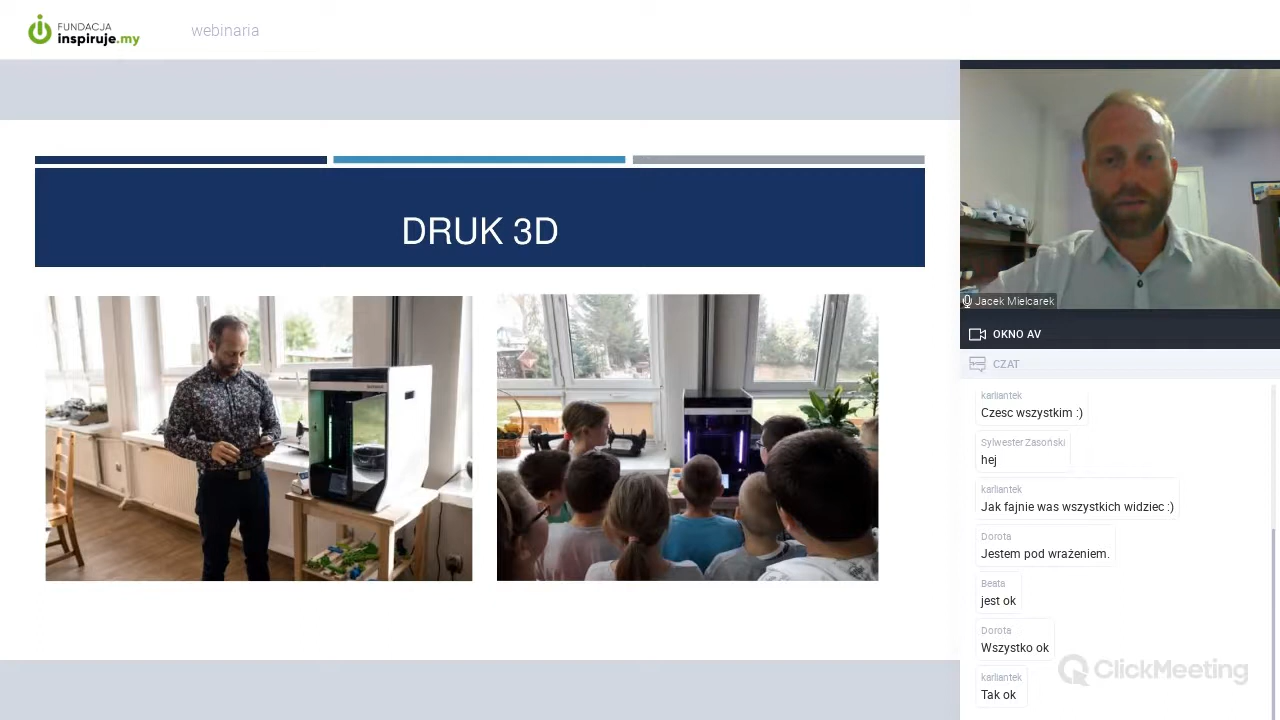 FUNDACJA
inspiruje.my
webinaria
DRUK 3D
Jacek Mielcarek
OKNO AV
CZAT
karliantek
Czesc wszystkim :)
Sylwester Zasoński
hej
karliantek
Jak fajnie was wszystkich widziec :)
Dorota
Jestem pod wrażeniem.
Beata
jest ok
Dorota
Wszystko ok
karliantek
Tak ok
ClickMeeting